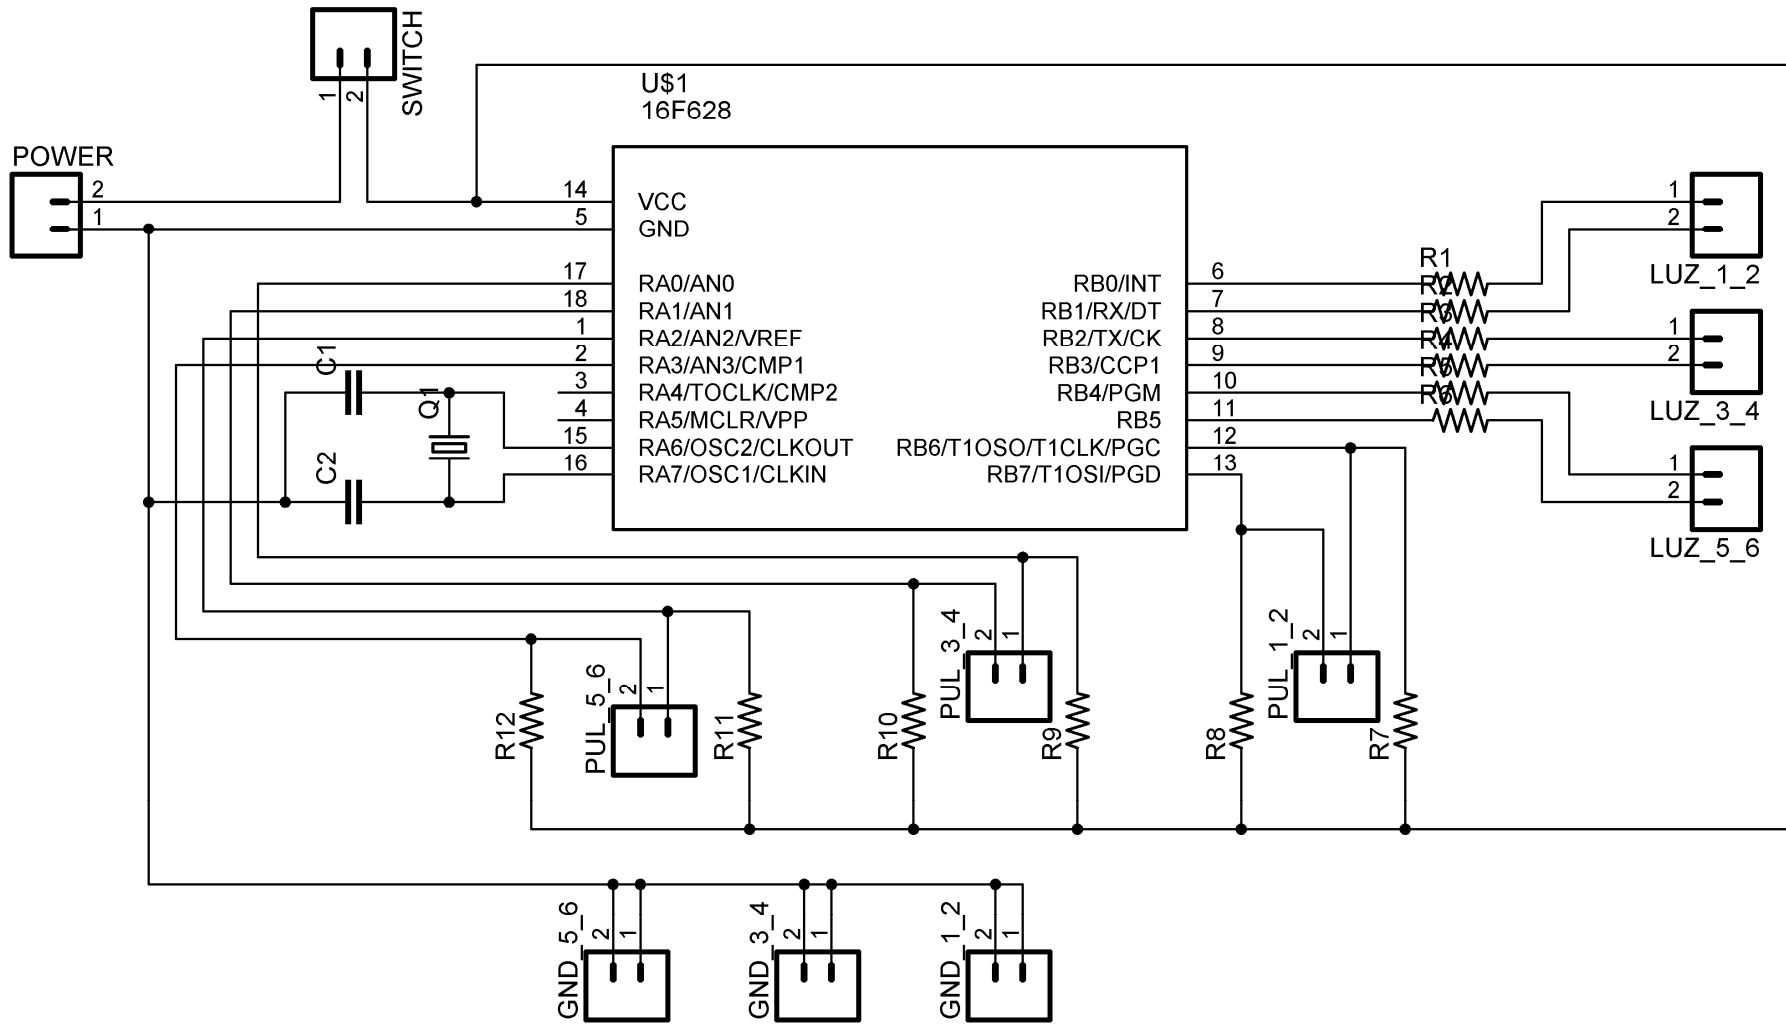 SWITCH
1
2
U$1
16F628
POWER
2
1
14
VCC
5
GND
17
RA0/AN0
18
RA1/AN1
1
RA2/AN2/VREF
2
RA3/AN3/CMP1
3
RA4/TOCLK/CMP2
4
RA5/MCLR/VPP
15
RA6/OSC2/CLKOUT
16
RA7/OSC1/CLKIN
RB0/INT
6
RB1/RX/DT
7
RB2/TX/CK
8
RB3/CCP1
9
RB4/PGM
10
RB5
11
RB6/T1OSO/T1CLK/PGC
12
RB7/T1OSI/PGD
13
C1
C2
Q1
R1
R2
R3
R4
R5
R6
1
2
LUZ_1_2
1
2
LUZ_3_4
1
2
LUZ_5_6
R12
PUL_5_6
2
1
R11
R10
PUL_3_4
2
1
R9
R8
PUL_1_2
2
1
R7
GND_5_6
2
1
GND_3_4
2
1
GND_1_2
2
1